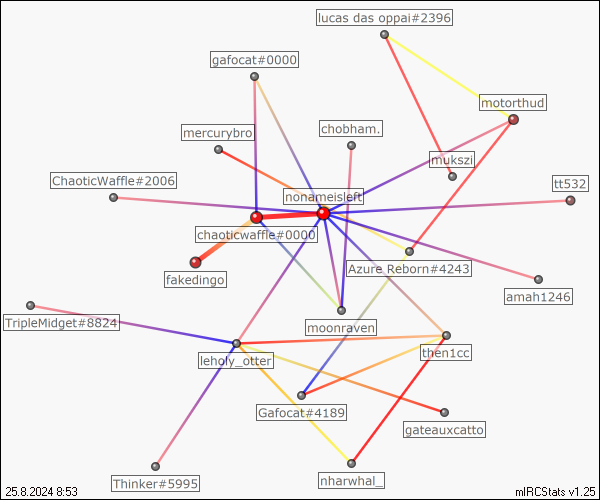 lucas das oppai#2396
gafocat#0000
motorthud
chobham.
mercurybro
mukszi
ChaoticWaffle#2006
nonameisleft
tt532
chaoticwaffle#0000
Azure Reborn#4243
fakedingo
amah1246
TripleMidget#8824
moonraven
then1cc
leholy_otter
Gafocat#4189
gateauxcatto
nharwhal_
Thinker#5995
25.8.2024 8:53
mIRCStats v1.25